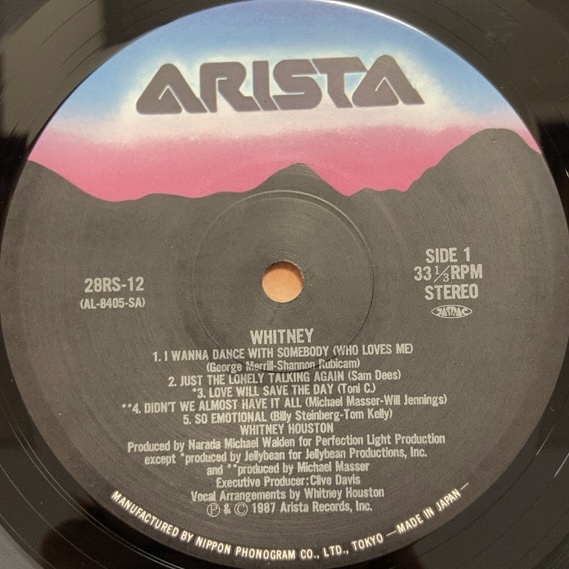 ARISTA
28RS-12
(AL-8405-SA)
SIDE 1
33 1/3 RPM
STEREO
WHITNEY
1. I WANNA DANCE WITH SOMEBODY (WHO LOVES ME)
(George Merrill-Shannon Rubicam)
2. JUST THE LONELY TALKING AGAIN (Sam Dees)
*3. LOVE WILL SAVE THE DAY (Toni C.)
**4. DIDN'T WE ALMOST HAVE IT ALL (Michael Masser-Will Jennings)
5. SO EMOTIONAL (Billy Steinberg-Tom Kelly)
WHITNEY HOUSTON
Produced by Narada Michael Walden for Perfection Light Production
except *produced by Jellybean for Jellybean Productions, Inc.
and **produced by Michael Masser
Executive Producer: Clive Davis
Vocal Arrangements by Whitney Houston
Ⓟ & © 1987 Arista Records, Inc.
MANUFACTURED BY NIPPON PHONOGRAM CO., LTD., TOKYO —MADE IN JAPAN—